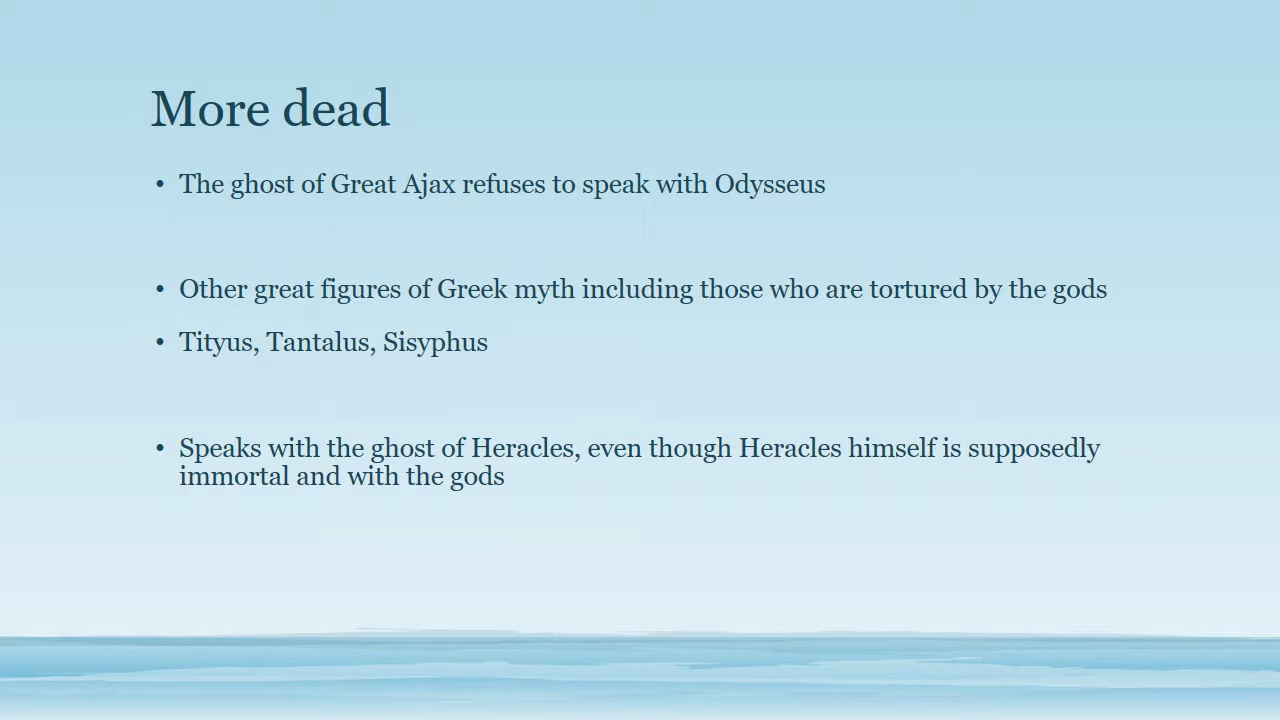 More dead
• The ghost of Great Ajax refuses to speak with Odysseus
• Other great figures of Greek myth including those who are tortured by the gods
• Tityus, Tantalus, Sisyphus
• Speaks with the ghost of Heracles, even though Heracles himself is supposedly
immortal and with the gods